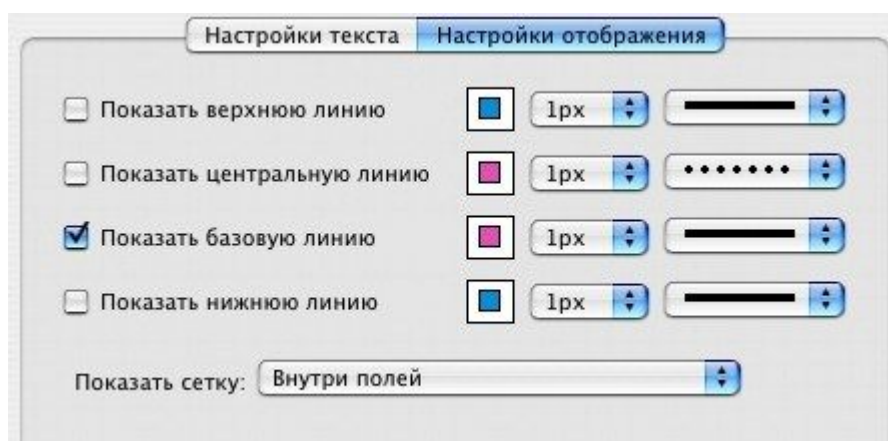 Настройки текста Настройки отображения
Показать верхнюю линию 1px
Показать центральную линию 1px
Показать базовую линию 1px
Показать нижнюю линию 1px
Показать сетку: Внутри полей